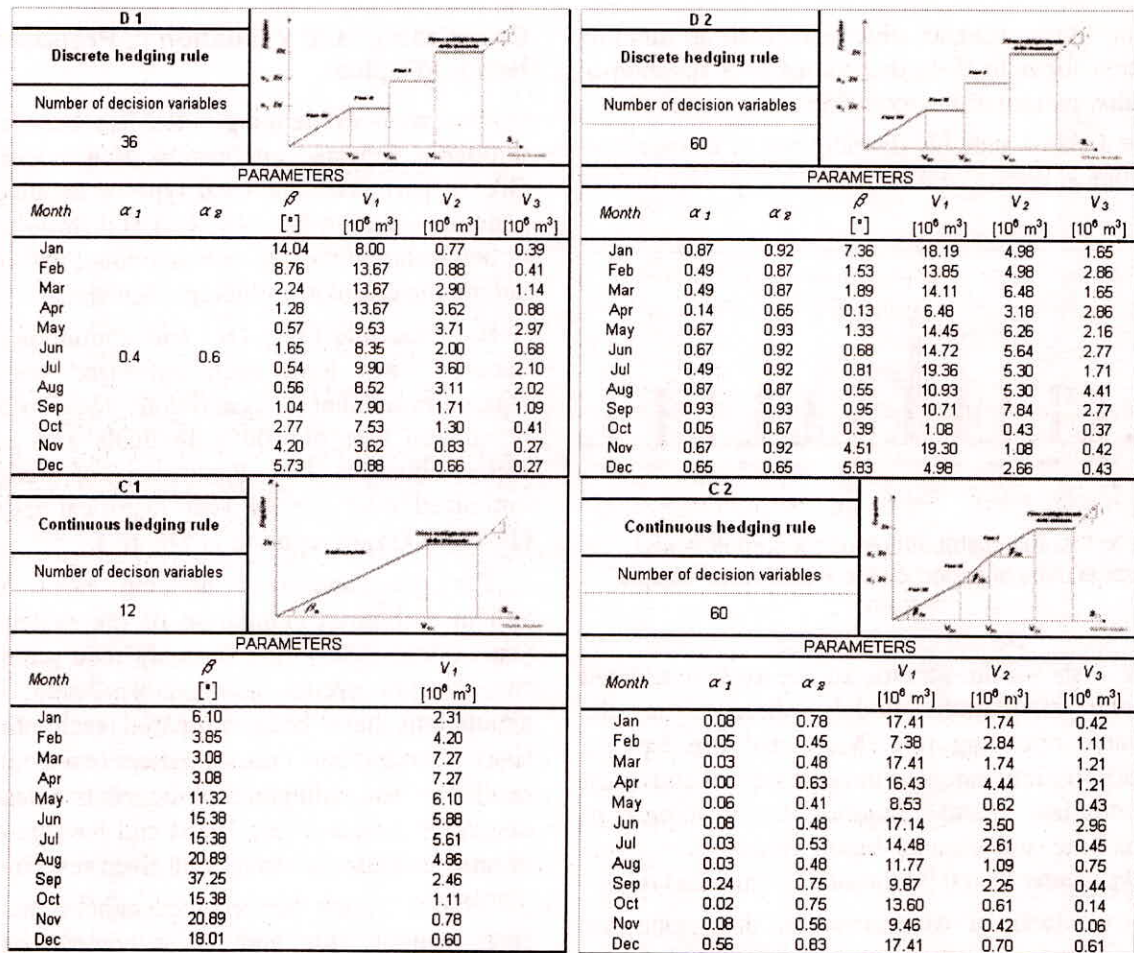 D 1
Discrete hedging rule
Number of decision variables
36
PARAMETERS
Month α 1 α 2 β [°] V 1 [10⁶ m³] V 2 [10⁶ m³] V 3 [10⁶ m³]
Jan 14.04 8.00 0.77 0.39
Feb 8.76 13.67 0.88 0.41
Mar 2.24 13.67 2.90 1.14
Apr 1.28 13.67 3.62 0.88
May 0.57 9.53 3.71 2.97
Jun 1.65 8.35 2.00 0.68
0.4 0.6
Jul 0.54 9.90 3.60 2.10
Aug 0.56 8.52 3.11 2.02
Sep 1.04 7.90 1.71 1.09
Oct 2.77 7.53 1.30 0.41
Nov 4.20 3.62 0.83 0.27
Dec 5.73 0.88 0.66 0.27
D 2
Discrete hedging rule
Number of decision variables
60
PARAMETERS
Month α 1 α 2 β [°] V 1 [10⁶ m³] V 2 [10⁶ m³] V 3 [10⁶ m³]
Jan 0.87 0.92 7.36 18.19 4.98 1.65
Feb 0.49 0.87 1.53 13.85 4.98 2.86
Mar 0.49 0.87 1.89 14.11 6.48 1.65
Apr 0.14 0.65 0.13 6.48 3.18 2.86
May 0.67 0.93 1.33 14.45 6.26 2.16
Jun 0.67 0.92 0.68 14.72 5.64 2.77
Jul 0.49 0.92 0.81 19.36 5.30 1.71
Aug 0.87 0.87 0.55 10.93 5.30 4.41
Sep 0.93 0.93 0.95 10.71 7.84 2.77
Oct 0.05 0.67 0.39 1.08 0.43 0.37
Nov 0.67 0.92 4.51 19.30 1.08 0.42
Dec 0.65 0.65 5.83 4.98 2.66 0.43
C 1
Continuous hedging rule
Number of decison variables
12
PARAMETERS
Month β [°] V 1 [10⁶ m³]
Jan 6.10 2.31
Feb 3.85 4.20
Mar 3.08 7.27
Apr 3.08 7.27
May 11.32 6.10
Jun 15.38 5.88
Jul 15.38 5.61
Aug 20.89 4.86
Sep 37.25 2.46
Oct 15.38 1.11
Nov 20.89 0.78
Dec 18.01 0.60
C 2
Continuous hedging rule
Number of decision variables
60
PARAMETERS
Month α 1 α 2 V 1 [10⁶ m³] V 2 [10⁶ m³] V 3 [10⁶ m³]
Jan 0.08 0.78 17.41 1.74 0.42
Feb 0.05 0.45 7.38 2.84 1.11
Mar 0.03 0.48 17.41 1.74 1.21
Apr 0.00 0.63 16.43 4.44 1.21
May 0.06 0.41 8.53 0.62 0.43
Jun 0.08 0.48 17.14 3.50 2.96
Jul 0.03 0.53 14.48 2.61 0.45
Aug 0.03 0.48 11.77 1.09 0.75
Sep 0.24 0.75 9.87 2.25 0.44
Oct 0.02 0.75 13.60 0.61 0.14
Nov 0.08 0.56 9.46 0.42 0.06
Dec 0.56 0.83 17.41 0.70 0.61